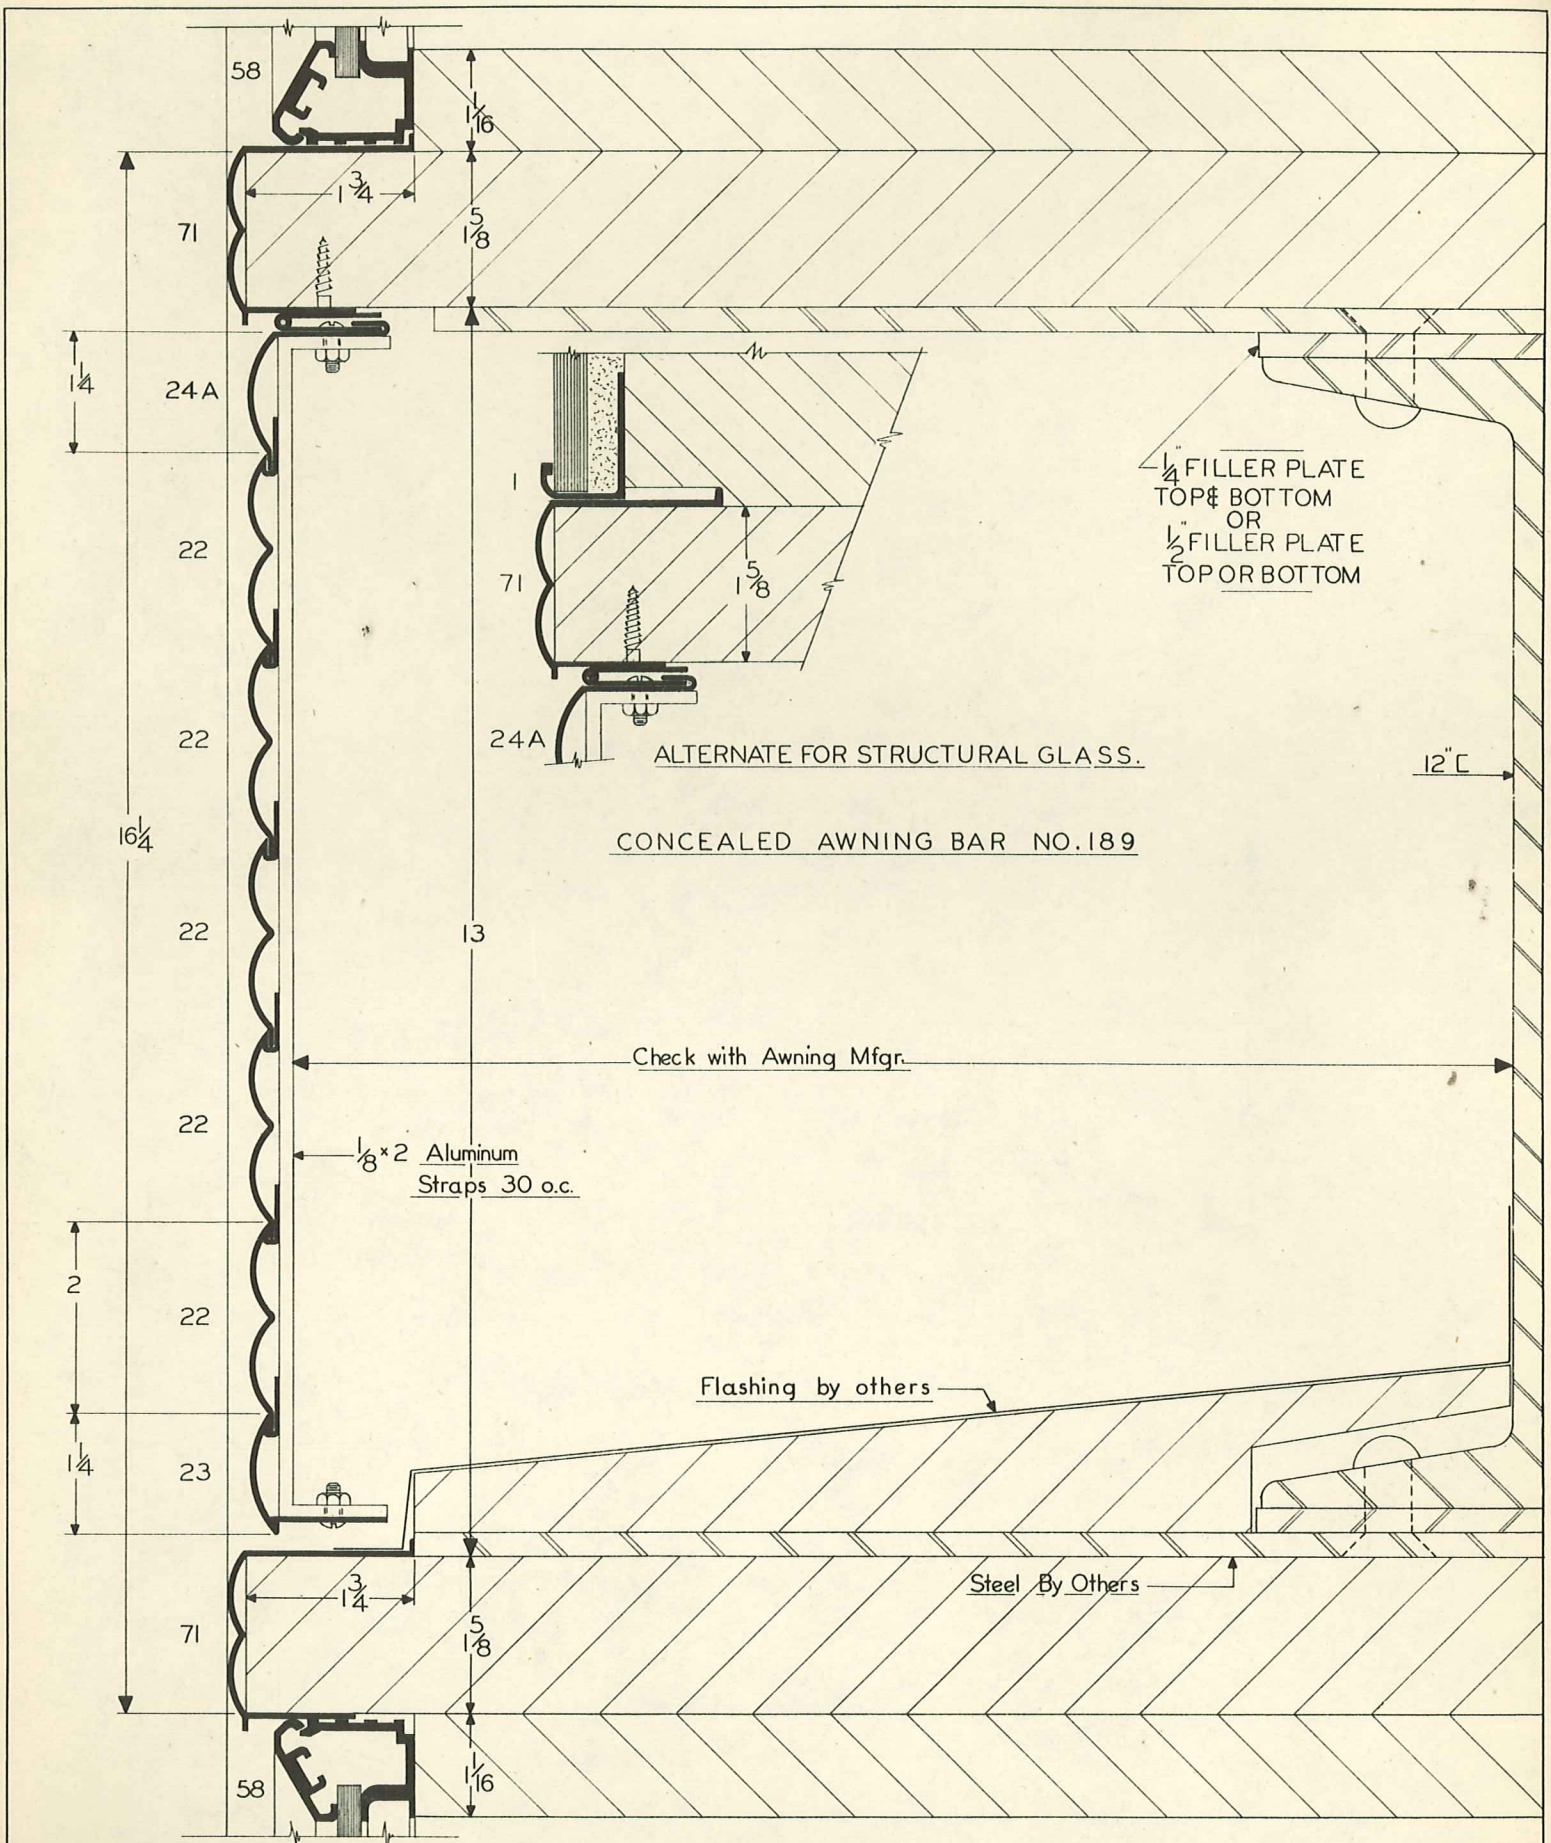 58
1 1/16
1 3/4
71
1 5/8
1 1/4
24A
1/4" FILLER PLATE
TOP & BOTTOM
OR
1/2" FILLER PLATE
TOP OR BOTTOM
1
22
71
1 5/8
22
24A
ALTERNATE FOR STRUCTURAL GLASS.
12" [
16 1/4
CONCEALED AWNING BAR NO. 189
22
13
Check with Awning Mfgr.
22
1/8 × 2 Aluminum
Straps 30 o.c.
2
22
Flashing by others
1 1/4
23
Steel By Others
1 3/4
71
1 5/8
58
1 1/16